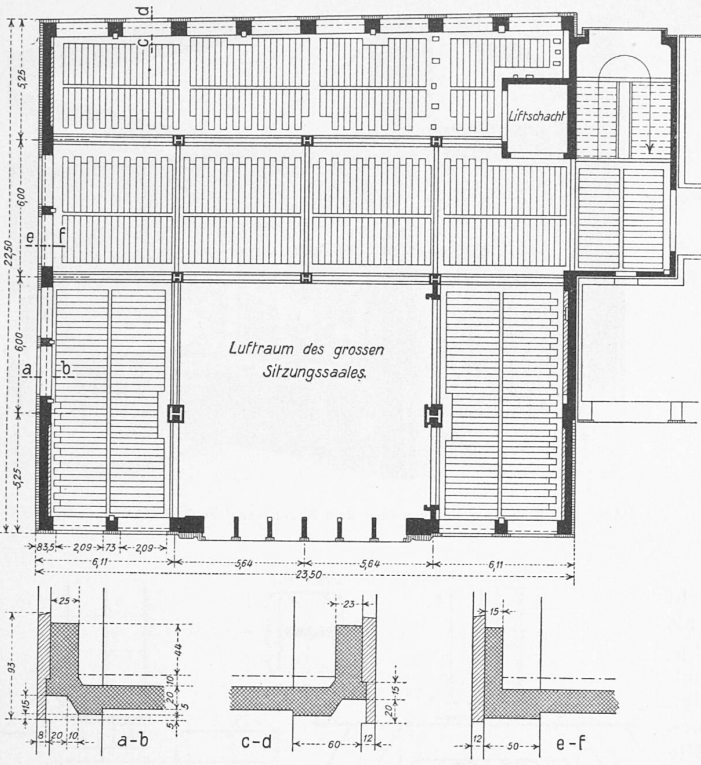 d
c
5,25
Liftschacht
6,00
22,50
e f
6,00
Luftraum des grossen
Sitzungssaales.
a b
5,25
83,5 2,09 73 2,09
6,11 5,64 5,64 6,11
23,50
25
93
44
10
20
15
5
5
8 20 10
a-b
23
15
20
60 12
c-d
15
12 50
e-f